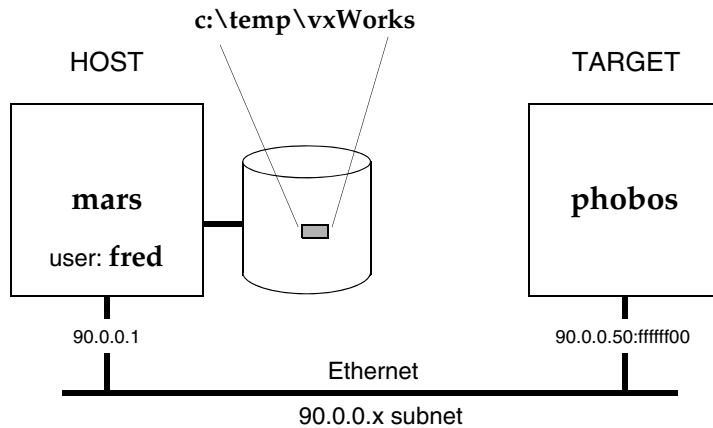 c:\temp\vxWorks
HOST
TARGET
mars
user: fred
phobos
90.0.0.1
90.0.0.50:ffffff00
Ethernet
90.0.0.x subnet